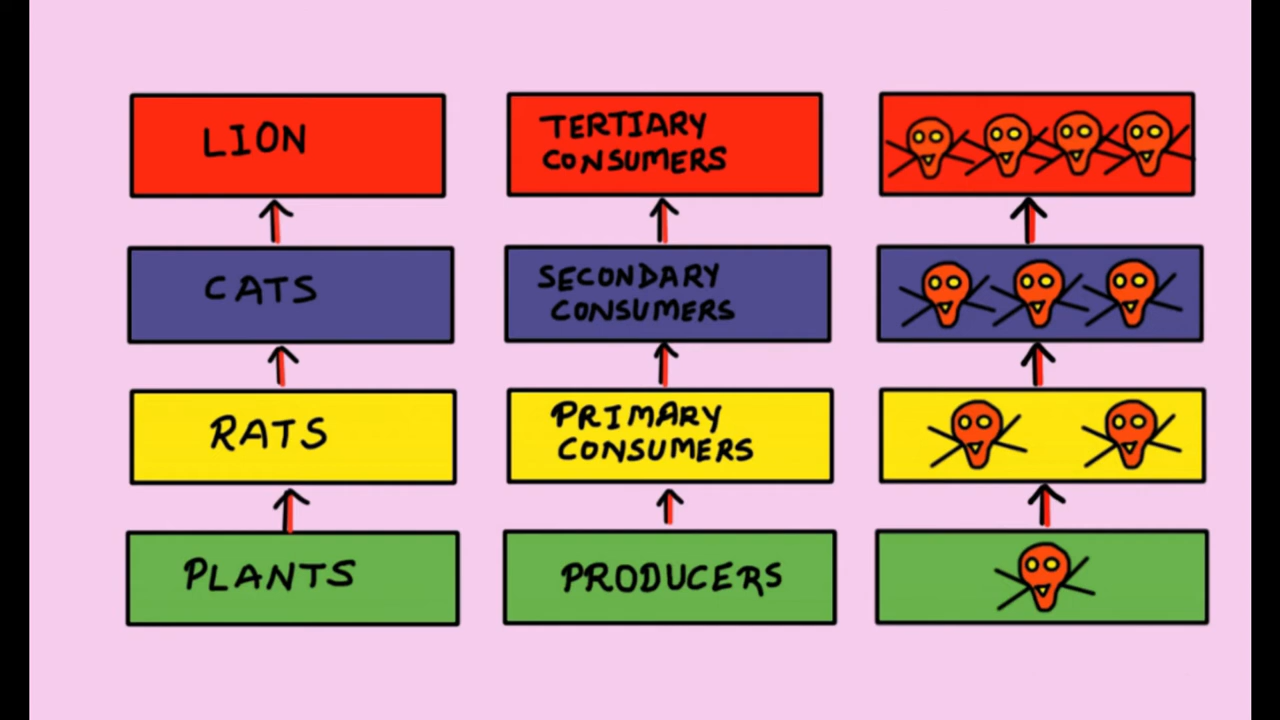 LION
TERTIARY
CONSUMERS
CATS
SECONDARY
CONSUMERS
RATS
PRIMARY
CONSUMERS
PLANTS
PRODUCERS